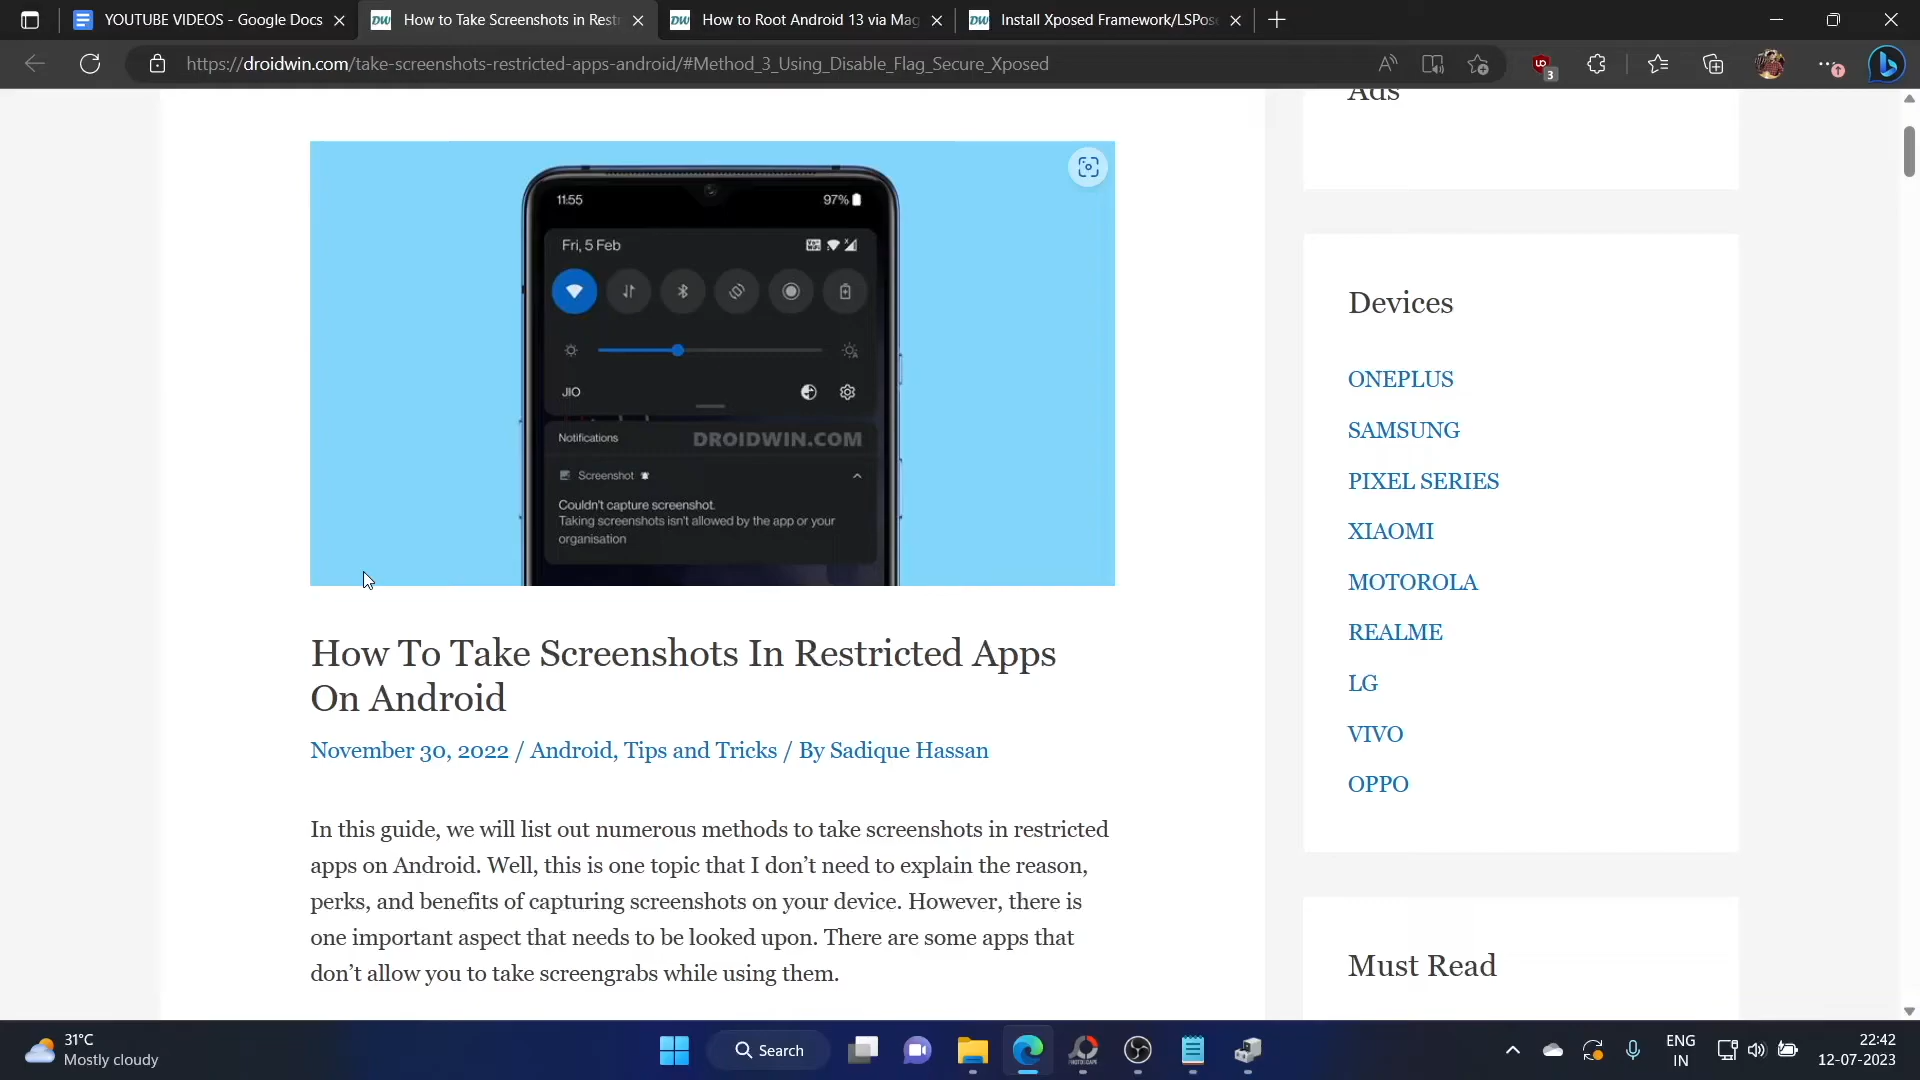 YOUTUBE VIDEOS - Google Docs
How to Take Screenshots in Restr
How to Root Android 13 via Mag
Install Xposed Framework/LSPos
https://droidwin.com/take-screenshots-restricted-apps-android/#Method_3_Using_Disable_Flag_Secure_Xposed
3
Ads
11:55
97%
Fri, 5 Feb
JIO
Notifications
DROIDWIN.COM
Screenshot
Couldn't capture screenshot.
Taking screenshots isn't allowed by the app or your
organisation
How To Take Screenshots In Restricted Apps
On Android
November 30, 2022 / Android, Tips and Tricks / By Sadique Hassan
In this guide, we will list out numerous methods to take screenshots in restricted
apps on Android. Well, this is one topic that I don’t need to explain the reason,
perks, and benefits of capturing screenshots on your device. However, there is
one important aspect that needs to be looked upon. There are some apps that
don’t allow you to take screengrabs while using them.
Devices
ONEPLUS
SAMSUNG
PIXEL SERIES
XIAOMI
MOTOROLA
REALME
LG
VIVO
OPPO
Must Read
31°C
Mostly cloudy
Search
ENG
IN
22:42
12-07-2023